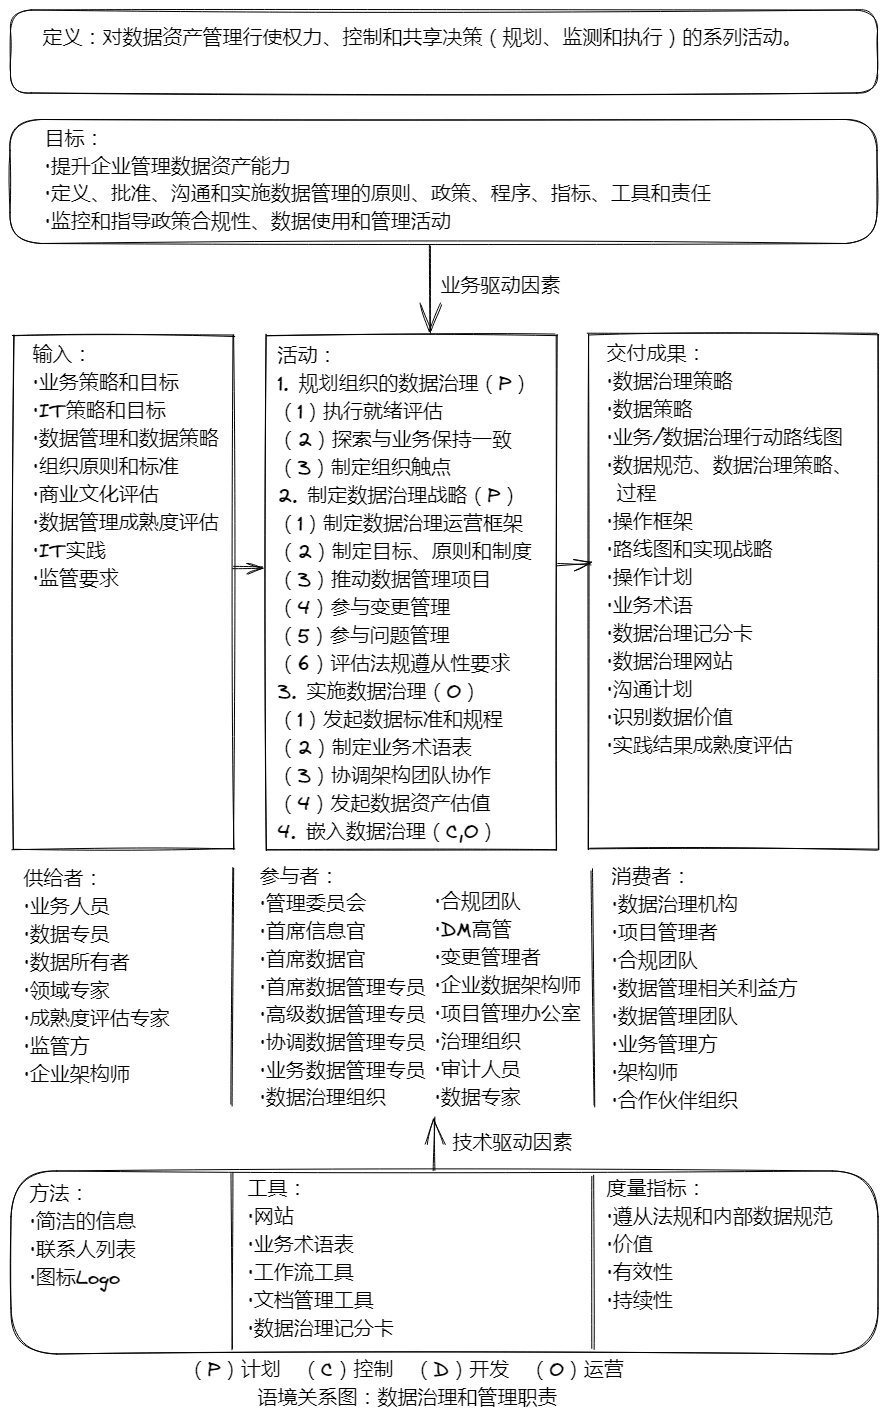 定义：对数据资产管理行使权力、控制和共享决策（规划、监测和执行）的系列活动。
目标：
·提升企业管理数据资产能力
·定义、批准、沟通和实施数据管理的原则、政策、程序、指标、工具和责任
·监控和指导政策合规性、数据使用和管理活动
业务驱动因素
输入：
·业务策略和目标
·IT策略和目标
·数据管理和数据策略
·组织原则和标准
·商业文化评估
·数据管理成熟度评估
·IT实践
·监管要求
活动：
1. 规划组织的数据治理（P）
（1）执行就绪评估
（2）探索与业务保持一致
（3）制定组织触点
2. 制定数据治理战略（P）
（1）制定数据治理运营框架
（2）制定目标、原则和制度
（3）推动数据管理项目
（4）参与变更管理
（5）参与问题管理
（6）评估法规遵从性要求
3. 实施数据治理（O）
（1）发起数据标准和规程
（2）制定业务术语表
（3）协调架构团队协作
（4）发起数据资产估值
4. 嵌入数据治理（C,O）
交付成果：
·数据治理策略
·数据策略
·业务/数据治理行动路线图
·数据规范、数据治理策略、
过程
·操作框架
·路线图和实现战略
·操作计划
·业务术语
·数据治理记分卡
·数据治理网站
·沟通计划
·识别数据价值
·实践结果成熟度评估
供给者：
·业务人员
·数据专员
·数据所有者
·领域专家
·成熟度评估专家
·监管方
·企业架构师
参与者：
·管理委员会
·首席信息官
·首席数据官
·首席数据管理专员
·高级数据管理专员
·协调数据管理专员
·业务数据管理专员
·数据治理组织
·合规团队
·DM高管
·变更管理者
·企业数据架构师
·项目管理办公室
·治理组织
·审计人员
·数据专家
消费者：
·数据治理机构
·项目管理者
·合规团队
·数据管理相关利益方
·数据管理团队
·业务管理方
·架构师
·合作伙伴组织
技术驱动因素
方法：
·简洁的信息
·联系人列表
·图标Logo
工具：
·网站
·业务术语表
·工作流工具
·文档管理工具
·数据治理记分卡
度量指标：
·遵从法规和内部数据规范
·价值
·有效性
·持续性
（P）计划 （C）控制 （D）开发 （O）运营
语境关系图：数据治理和管理职责